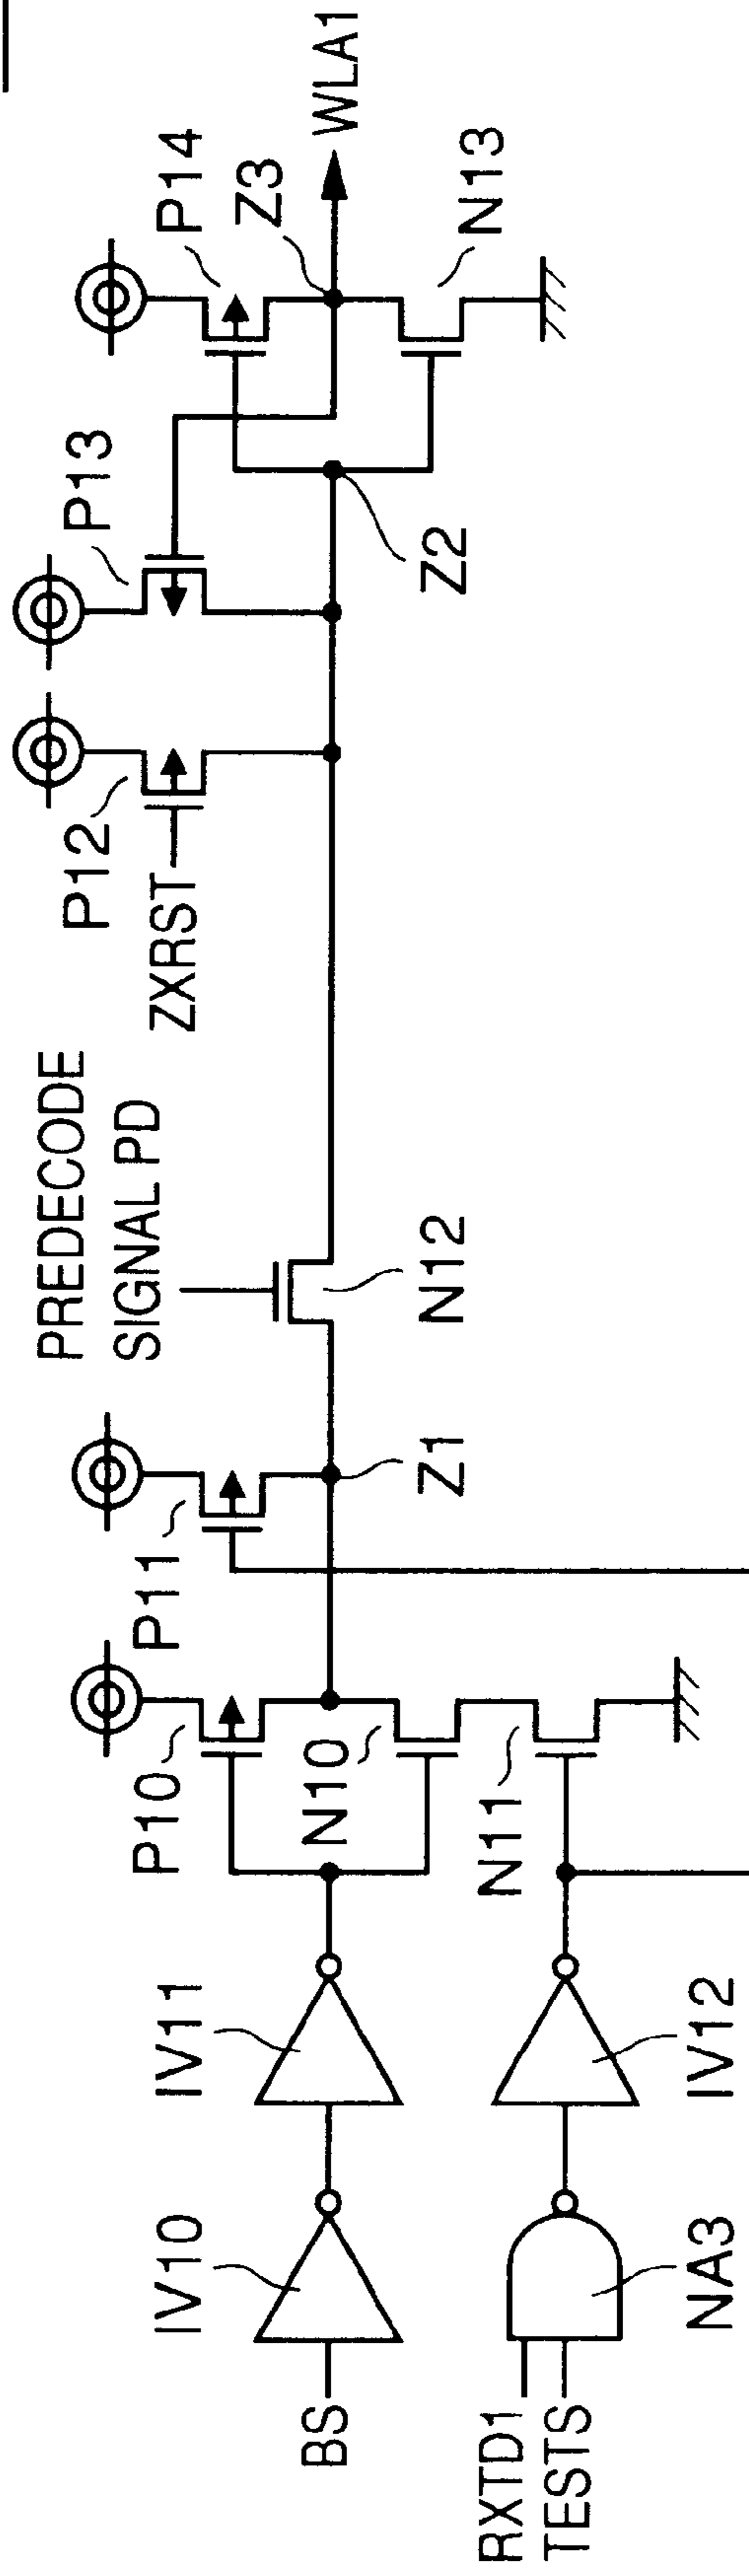 BS
IV10
IV11
RXTD1
TESTS
NA3
IV12
P10
N10
N11
P11
Z1
PREDECODE
SIGNAL PD
N12
ZXRST
P12
P13
Z2
P14
Z3
N13
WLA1